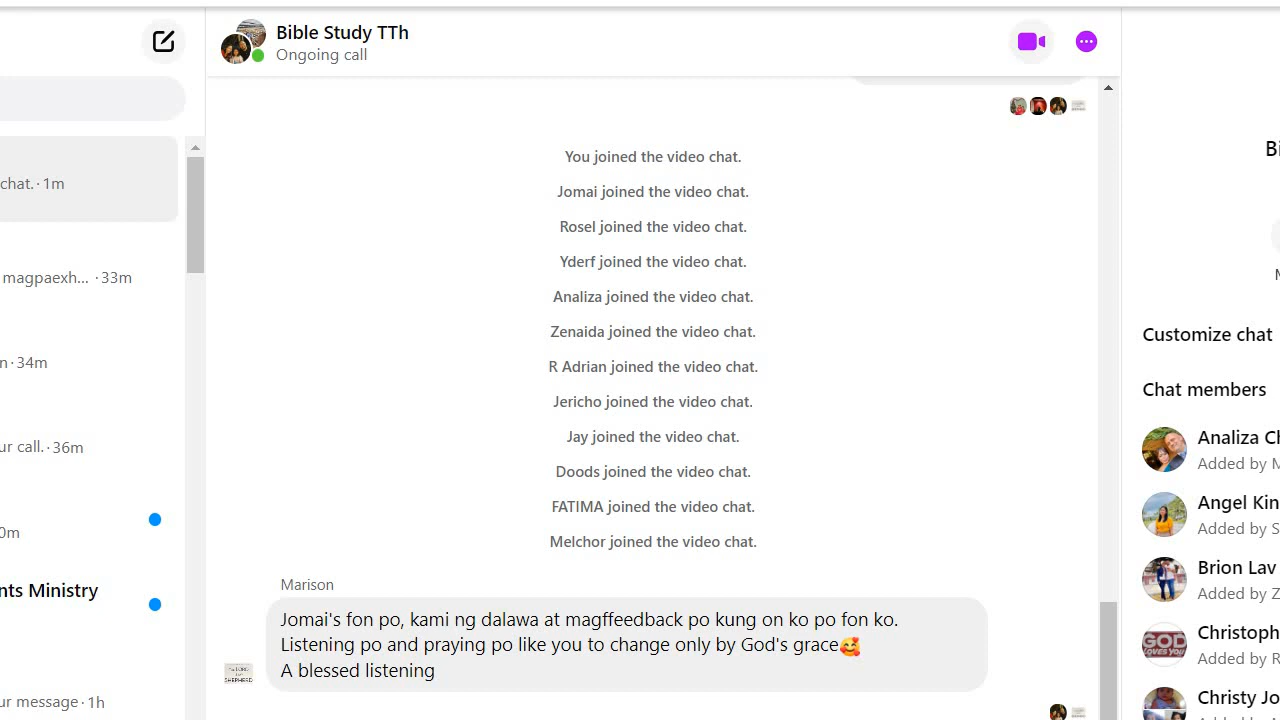 Bible Study TTh
Ongoing call
chat. · 1m
magpaexh... · 33m
n · 34m
ur call. · 36m
0m
nts Ministry
ur message · 1h
You joined the video chat.
Jomai joined the video chat.
Rosel joined the video chat.
Yderf joined the video chat.
Analiza joined the video chat.
Zenaida joined the video chat.
R Adrian joined the video chat.
Jericho joined the video chat.
Jay joined the video chat.
Doods joined the video chat.
FATIMA joined the video chat.
Melchor joined the video chat.
Marison
Jomai's fon po, kami ng dalawa at magffeedback po kung on ko po fon ko.
Listening po and praying po like you to change only by God's grace🥰
A blessed listening
SHEPHERD
Bi
Customize chat
Chat members
Analiza Ch
Added by M
Angel Kin
Added by S
Brion Lav
Added by Z
GOD
LOVES YOU
Christoph
Added by R
Christy Jo